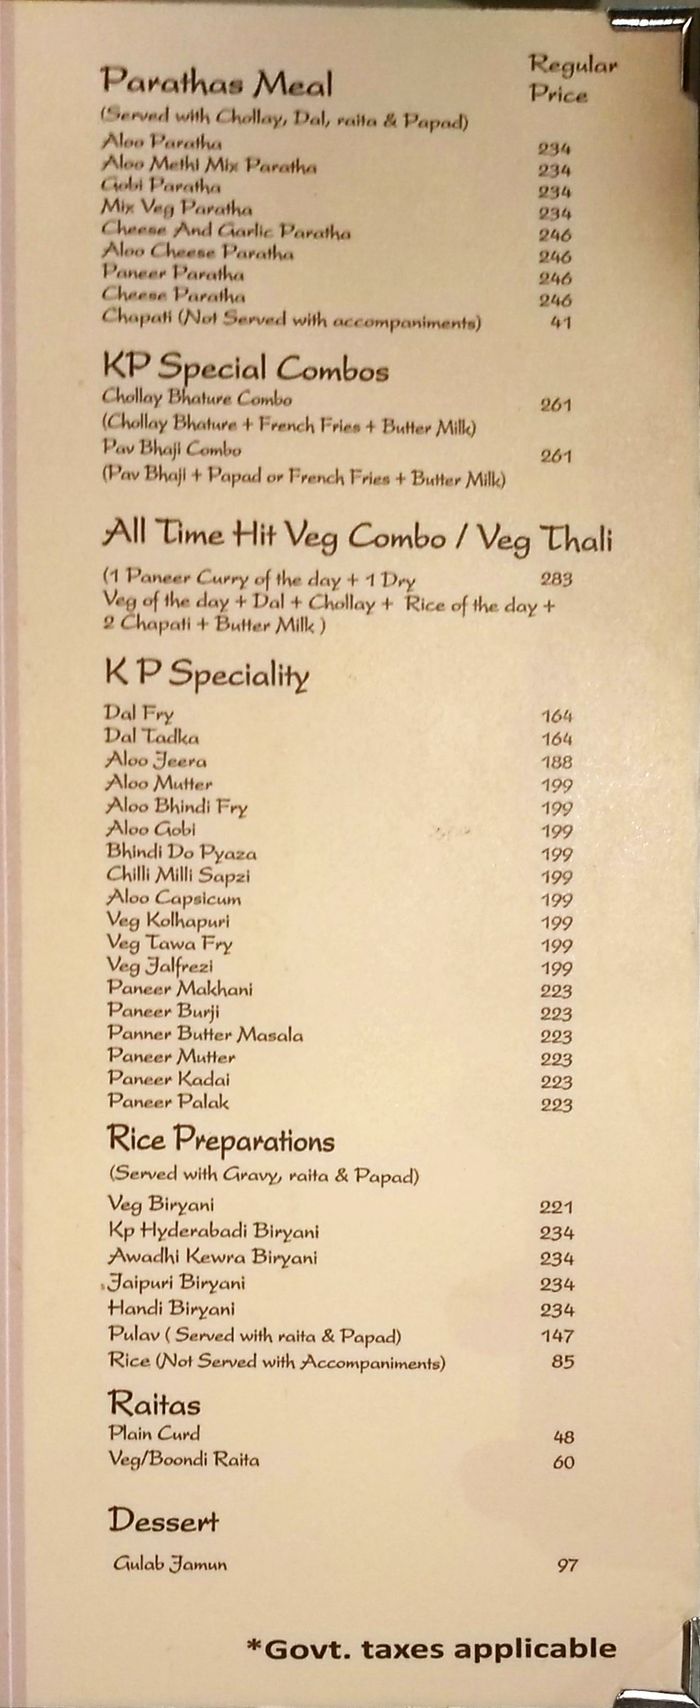 Parathas Meal Regular Price
(Served with Chollay, Dal, raita & Papad)
Aloo Paratha 234
Aloo Methi Mix Paratha 234
Gobi Paratha 234
Mix Veg Paratha 234
Cheese And Garlic Paratha 246
Aloo Cheese Paratha 246
Paneer Paratha 246
Cheese Paratha 246
Chapati (Not Served with accompaniments) 41
KP Special Combos
Chollay Bhature Combo 261
(Chollay Bhature + French Fries + Butter Milk)
Pav Bhaji Combo 261
(Pav Bhaji + Papad or French Fries + Butter Milk)
All Time Hit Veg Combo / Veg Thali
(1 Paneer Curry of the day + 1 Dry 283
Veg of the day + Dal + Chollay + Rice of the day +
2 Chapati + Butter Milk )
K P Speciality
Dal Fry 164
Dal Tadka 164
Aloo Jeera 188
Aloo Mutter 199
Aloo Bhindi Fry 199
Aloo Gobi 199
Bhindi Do Pyaza 199
Chilli Milli Sapzi 199
Aloo Capsicum 199
Veg Kolhapuri 199
Veg Tawa Fry 199
Veg Jalfrezi 199
Paneer Makhani 223
Paneer Burji 223
Panner Butter Masala 223
Paneer Mutter 223
Paneer Kadai 223
Paneer Palak 223
Rice Preparations
(Served with Gravy, raita & Papad)
Veg Biryani 221
Kp Hyderabadi Biryani 234
Awadhi Kewra Biryani 234
Jaipuri Biryani 234
Handi Biryani 234
Pulav ( Served with raita & Papad) 147
Rice (Not Served with Accompaniments) 85
Raitas
Plain Curd 48
Veg/Boondi Raita 60
Dessert
Gulab Jamun 97
*Govt. taxes applicable